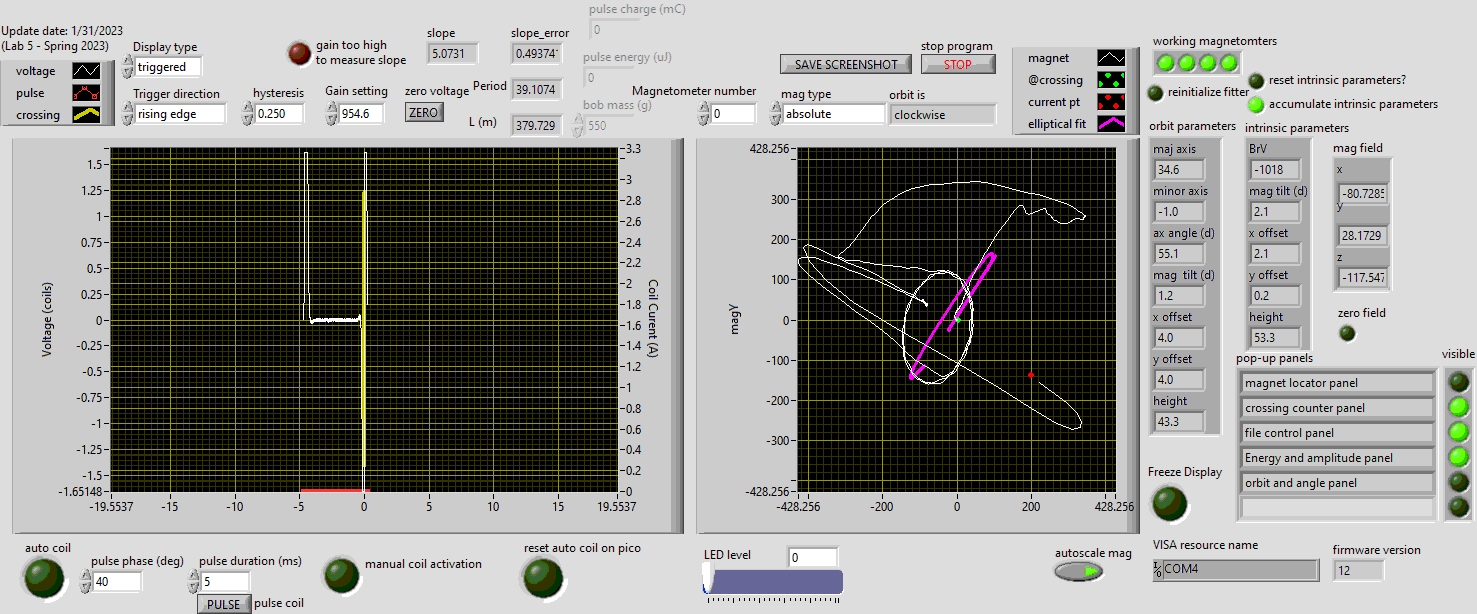 Update date: 1/31/2023
(Lab 5 - Spring 2023)
voltage
pulse
crossing
Display type
triggered
Trigger direction
rising edge
hysteresis
0.250
gain too high
to measure slope
Gain setting
954.6
zero voltage
ZERO
slope
5.0731
slope_error
0.49374
Period
39.1074
L (m)
379.729
pulse charge (mC)
0
pulse energy (uJ)
0
bob mass (g)
550
Magnetometer number
0
SAVE SCREENSHOT
stop program
STOP
mag type
absolute
orbit is
clockwise
magnet
@crossing
current pt
elliptical fit
working magnetomters
reinitialize fitter
reset intrinsic parameters?
accumulate intrinsic parameters
orbit parameters
maj axis
34.6
minor axis
-1.0
ax angle (d)
55.1
mag tilt (d)
1.2
x offset
4.0
y offset
4.0
height
43.3
intrinsic parameters
BrV
-1018
mag tilt (d)
2.1
x offset
2.1
y offset
0.2
height
53.3
mag field
x
-80.7285
y
28.1729
z
-117.547
zero field
pop-up panels
visible
magnet locator panel
crossing counter panel
file control panel
Energy and amplitude panel
orbit and angle panel
Freeze Display
Voltage (coils)
1.5
1.25
1
0.75
0.5
0.25
0
-0.25
-0.5
-0.75
-1
-1.25
-1.5
-1.65148
-19.5537
-15
-10
-5
0
5
10
15
19.5537
3.3
3
2.8
2.6
2.4
2.2
2
1.8
1.6
1.4
1.2
1
0.8
0.6
0.4
0.2
0
Coil Curent (A)
magy
428.256
300
200
100
0
-100
-200
-300
-428.256
-428.256
-200
0
200
428.256
auto coil
pulse phase (deg)
40
pulse duration (ms)
5
PULSE
pulse coil
manual coil activation
reset auto coil on pico
LED level
0
autoscale mag
VISA resource name
COM4
firmware version
12